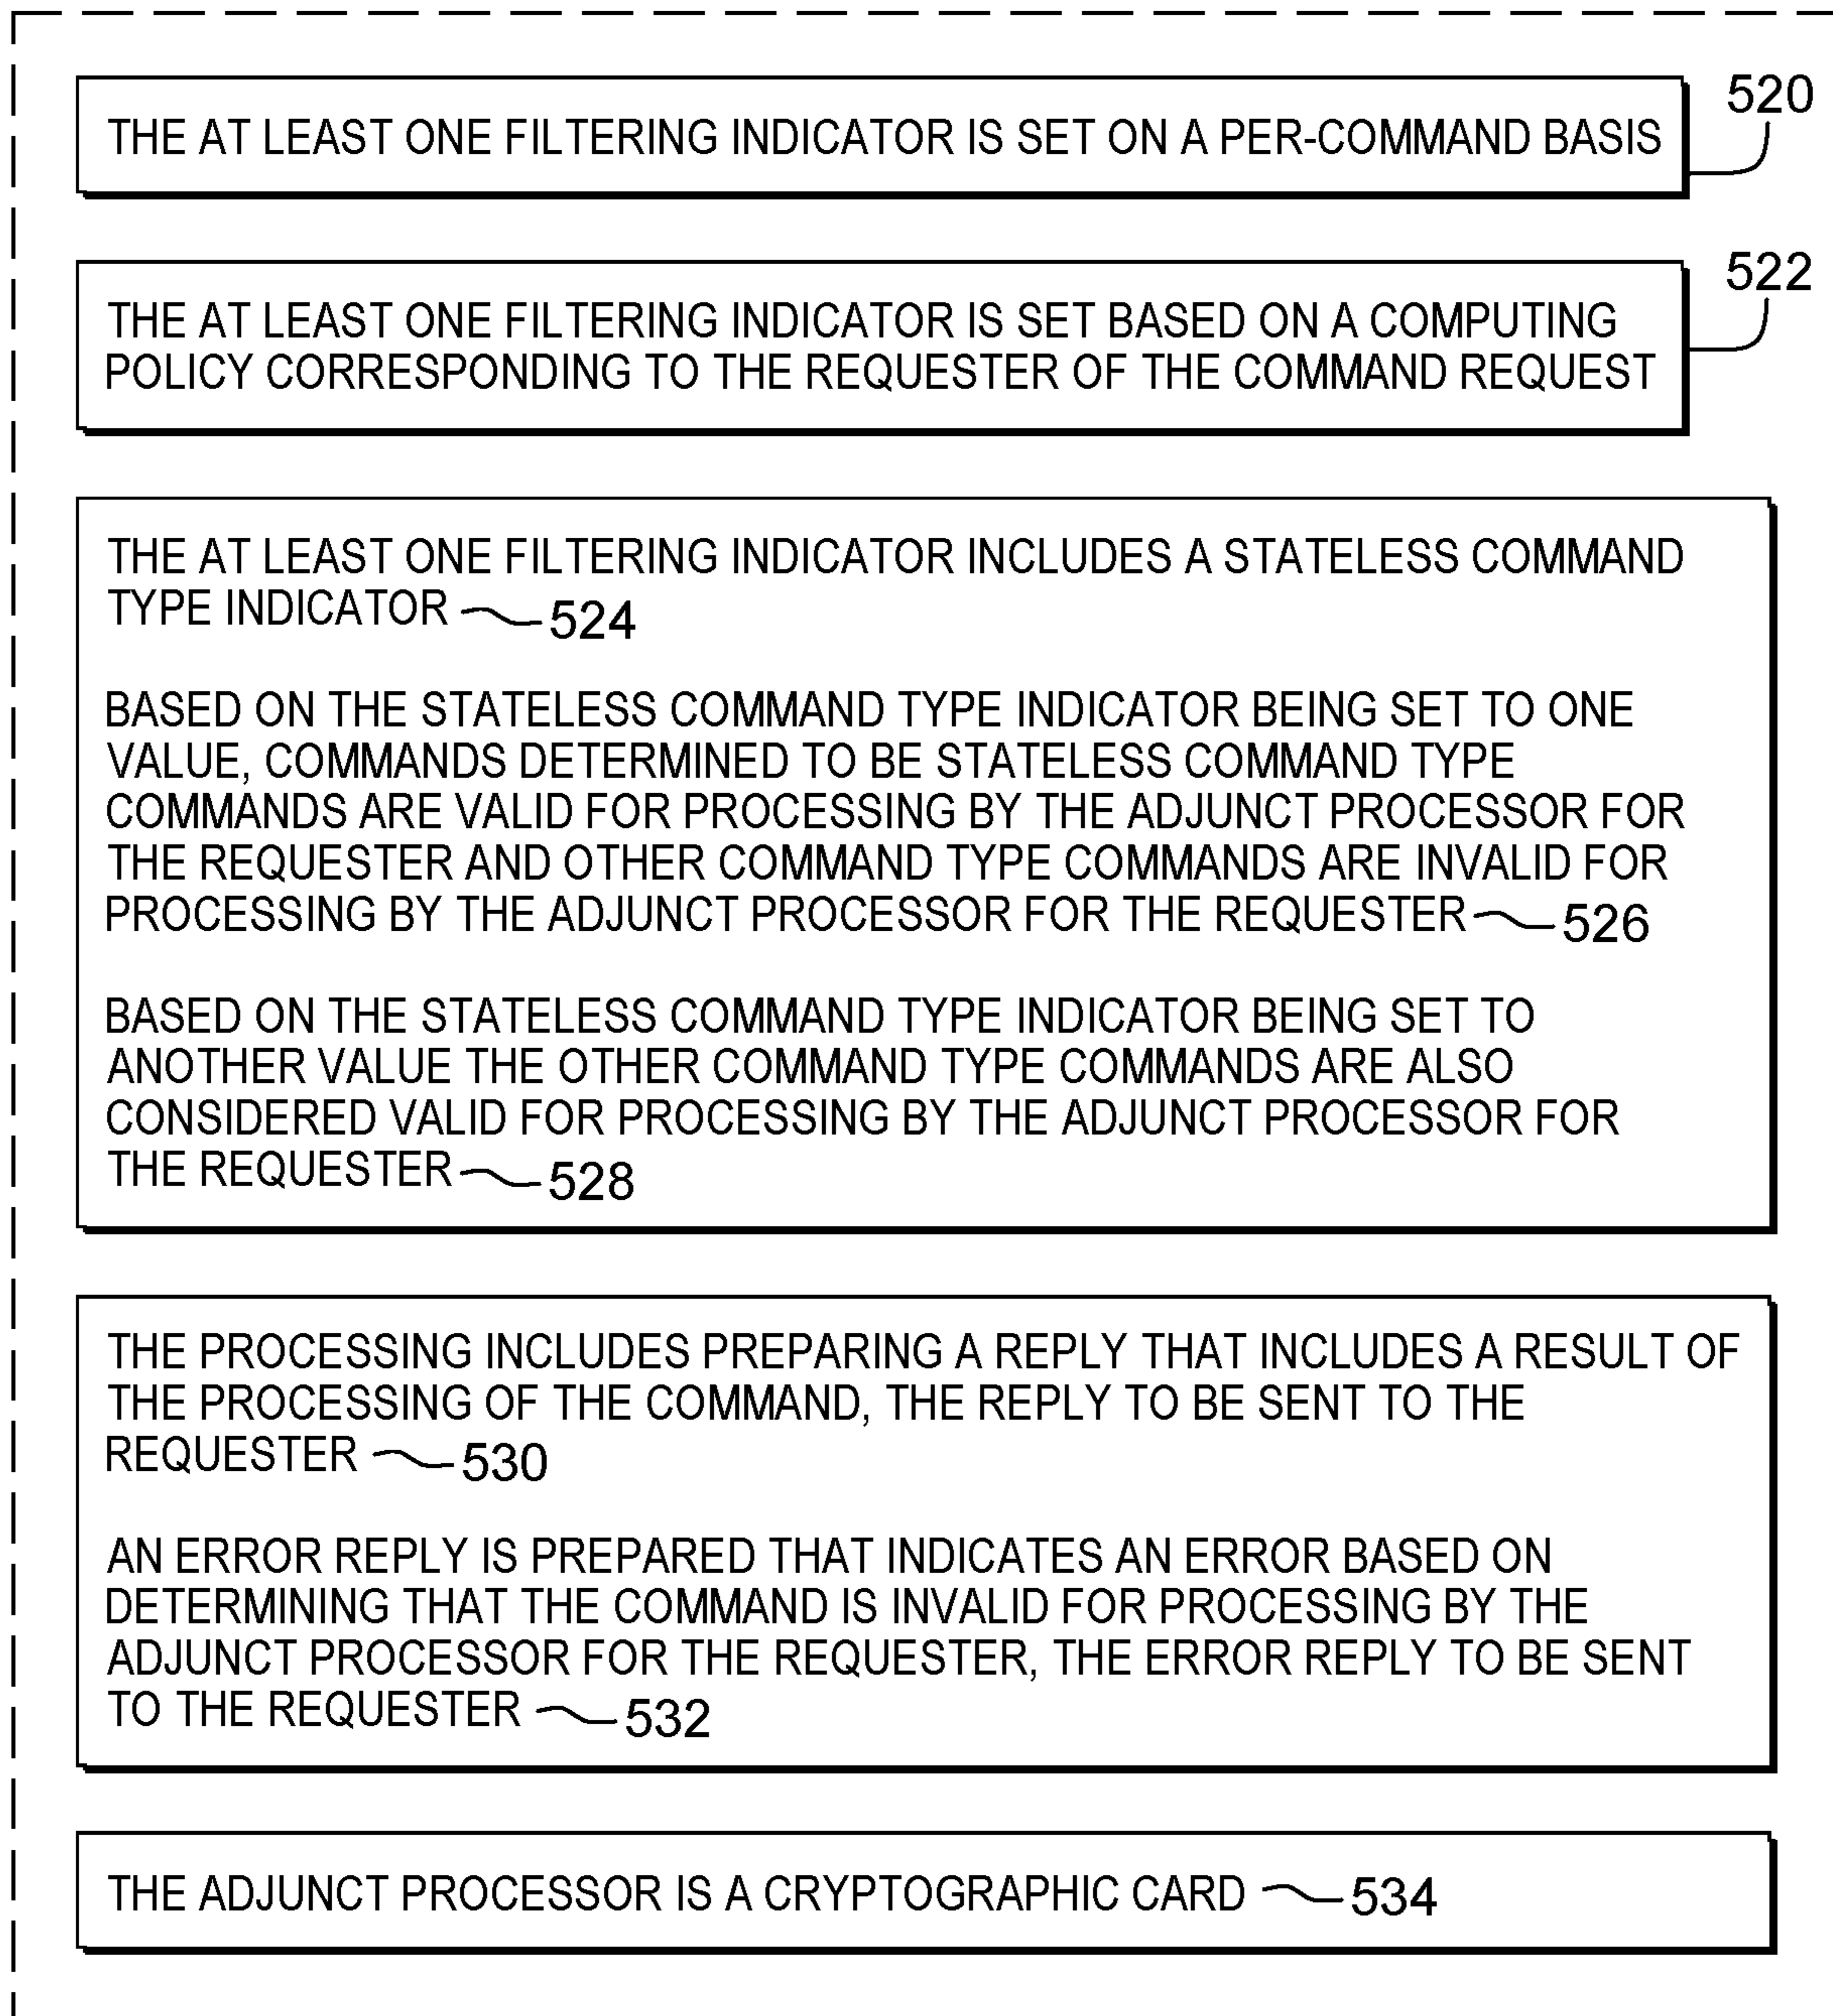 520
THE AT LEAST ONE FILTERING INDICATOR IS SET ON A PER-COMMAND BASIS
522
THE AT LEAST ONE FILTERING INDICATOR IS SET BASED ON A COMPUTING
POLICY CORRESPONDING TO THE REQUESTER OF THE COMMAND REQUEST
THE AT LEAST ONE FILTERING INDICATOR INCLUDES A STATELESS COMMAND
TYPE INDICATOR 524
BASED ON THE STATELESS COMMAND TYPE INDICATOR BEING SET TO ONE
VALUE, COMMANDS DETERMINED TO BE STATELESS COMMAND TYPE
COMMANDS ARE VALID FOR PROCESSING BY THE ADJUNCT PROCESSOR FOR
THE REQUESTER AND OTHER COMMAND TYPE COMMANDS ARE INVALID FOR
PROCESSING BY THE ADJUNCT PROCESSOR FOR THE REQUESTER 526
BASED ON THE STATELESS COMMAND TYPE INDICATOR BEING SET TO
ANOTHER VALUE THE OTHER COMMAND TYPE COMMANDS ARE ALSO
CONSIDERED VALID FOR PROCESSING BY THE ADJUNCT PROCESSOR FOR
THE REQUESTER 528
THE PROCESSING INCLUDES PREPARING A REPLY THAT INCLUDES A RESULT OF
THE PROCESSING OF THE COMMAND, THE REPLY TO BE SENT TO THE
REQUESTER 530
AN ERROR REPLY IS PREPARED THAT INDICATES AN ERROR BASED ON
DETERMINING THAT THE COMMAND IS INVALID FOR PROCESSING BY THE
ADJUNCT PROCESSOR FOR THE REQUESTER, THE ERROR REPLY TO BE SENT
TO THE REQUESTER 532
THE ADJUNCT PROCESSOR IS A CRYPTOGRAPHIC CARD 534